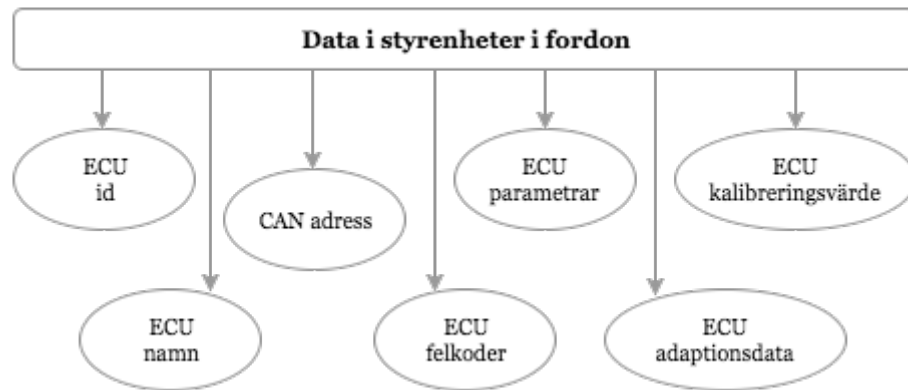 Data i styrenheter i fordon
ECU
id
ECU
parametrar
ECU
kalibreringsvärde
CAN adress
ECU
namn
ECU
felkoder
ECU
adaptionsdata